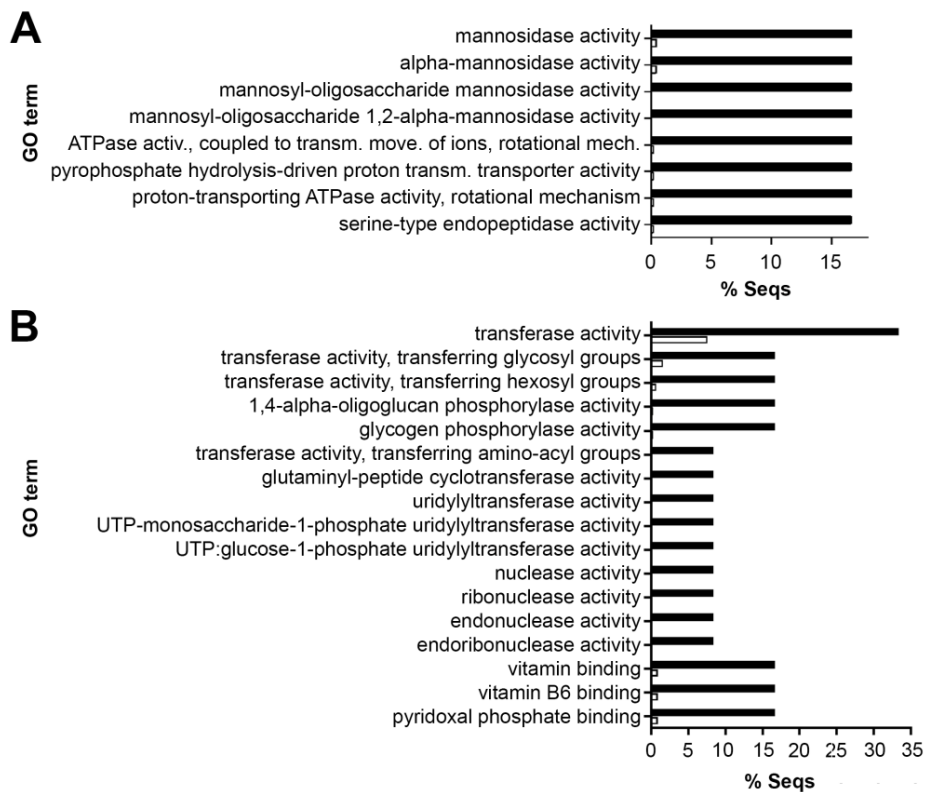 A
GO term
mannosidase activity
alpha-mannosidase activity
mannosyl-oligosaccharide mannosidase activity
mannosyl-oligosaccharide 1,2-alpha-mannosidase activity
ATPase activ., coupled to transm. move. of ions, rotational mech.
pyrophosphate hydrolysis-driven proton transm. transporter activity
proton-transporting ATPase activity, rotational mechanism
serine-type endopeptidase activity
0 5 10 15
% Seqs
B
GO term
transferase activity
transferase activity, transferring glycosyl groups
transferase activity, transferring hexosyl groups
1,4-alpha-oligoglucan phosphorylase activity
glycogen phosphorylase activity
transferase activity, transferring amino-acyl groups
glutaminyl-peptide cyclotransferase activity
uridylyltransferase activity
UTP-monosaccharide-1-phosphate uridylyltransferase activity
UTP:glucose-1-phosphate uridylyltransferase activity
nuclease activity
ribonuclease activity
endonuclease activity
endoribonuclease activity
vitamin binding
vitamin B6 binding
pyridoxal phosphate binding
0 5 10 15 20 25 30 35
% Seqs